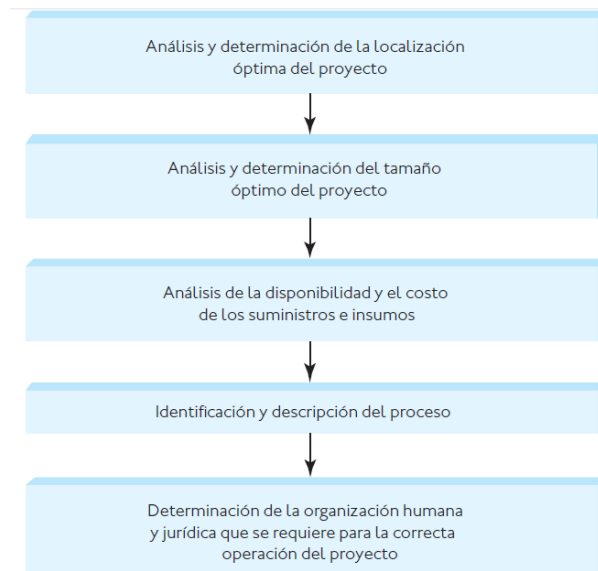 Análisis y determinación de la localización
óptima del proyecto
Análisis y determinación del tamaño
óptimo del proyecto
Análisis de la disponibilidad y el costo
de los suministros e insumos
Identificación y descripción del proceso
Determinación de la organización humana
y jurídica que se requiere para la correcta
operación del proyecto